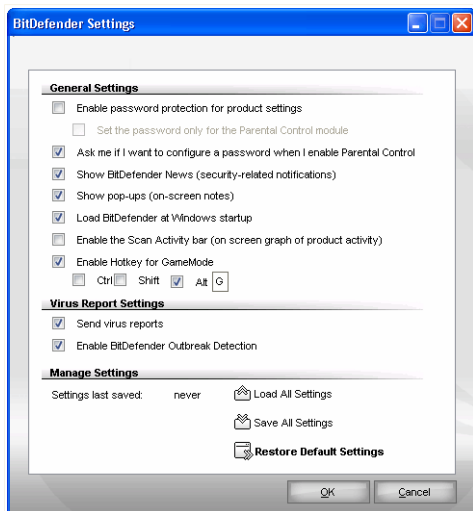 BitDefender Settings
General Settings
Enable password protection for product settings
Set the password only for the Parental Control module
Ask me if I want to configure a password when I enable Parental Control
Show BitDefender News (security-related notifications)
Show pop-ups (on-screen notes)
Load BitDefender at Windows startup
Enable the Scan Activity bar (on screen graph of product activity)
Enable Hotkey for GameMode
Ctrl Shift Alt G
Virus Report Settings
Send virus reports
Enable BitDefender Outbreak Detection
Manage Settings
Settings last saved: never Load All Settings
Save All Settings
Restore Default Settings
OK Cancel